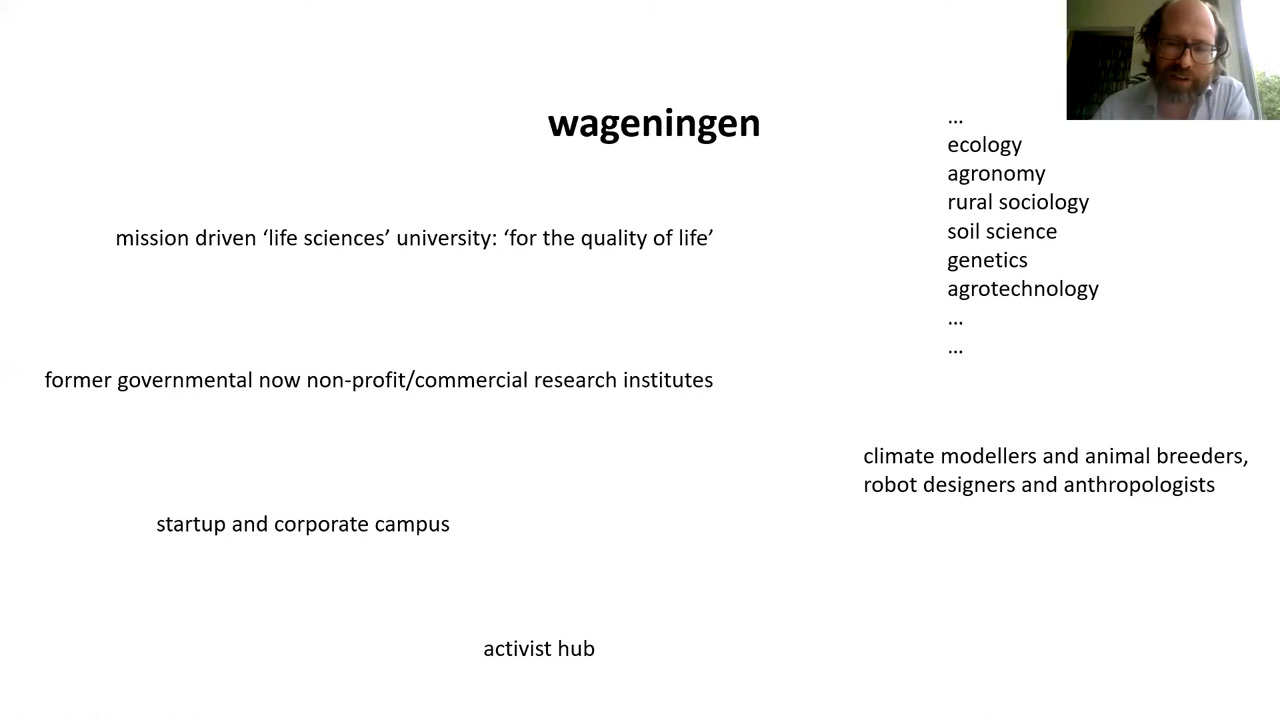 wageningen
mission driven ‘life sciences’ university: ‘for the quality of life’
former governmental now non-profit/commercial research institutes
startup and corporate campus
activist hub
...
ecology
agronomy
rural sociology
soil science
genetics
agrotechnology
...
...
climate modellers and animal breeders,
robot designers and anthropologists